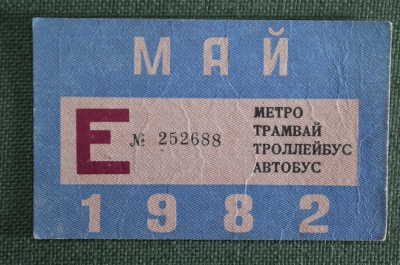 МАЙ
Е № 252688
МЕТРО
ТРАМВАЙ
ТРОЛЛЕЙБУС
АВТОБУС
1982